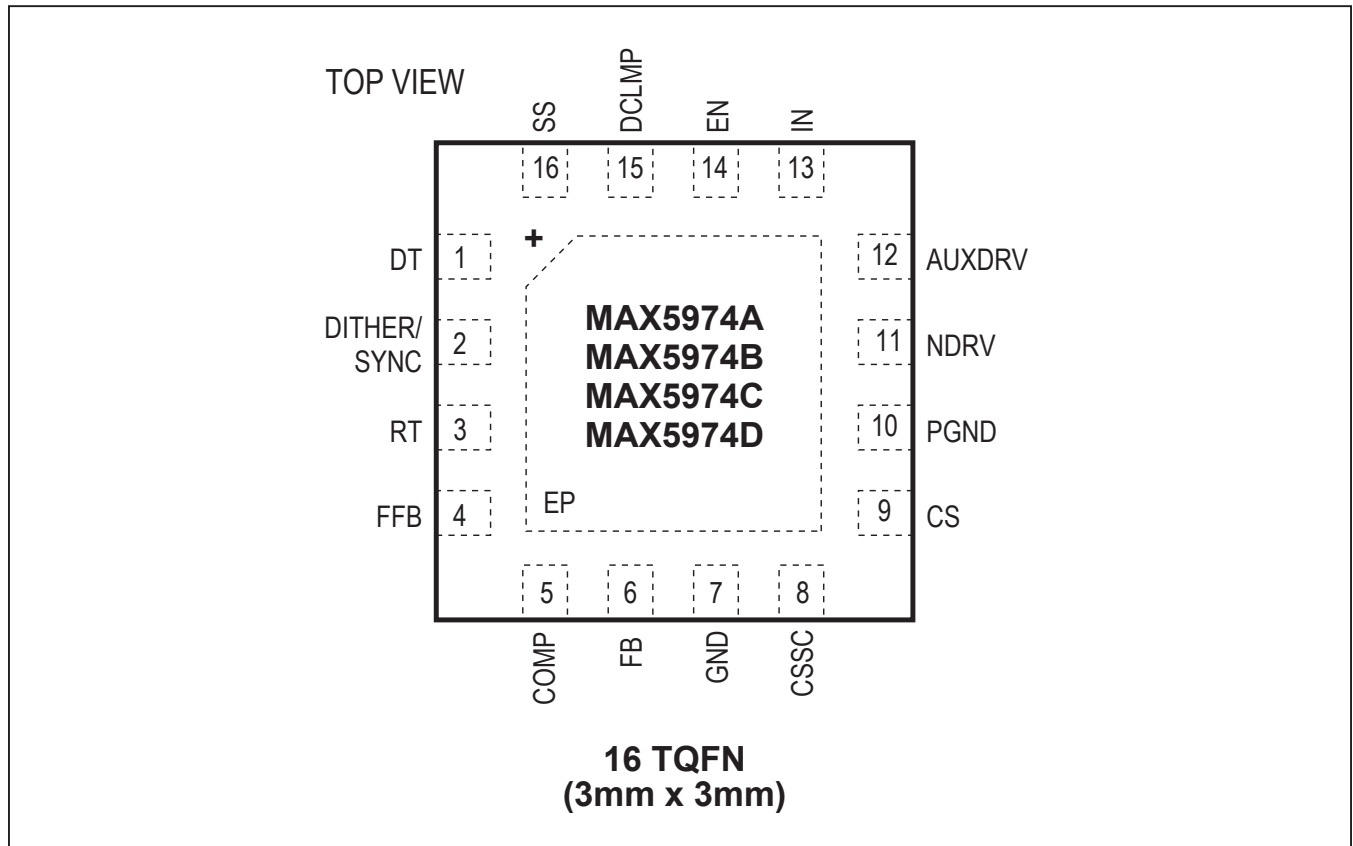 TOP VIEW
SS
DCLMP
EN
IN
16
15
14
13
+
DT
1
12
AUXDRV
DITHER/
SYNC
2
11
NDRV
RT
3
10
PGND
FFB
4
9
CS
MAX5974A
MAX5974B
MAX5974C
MAX5974D
EP
5
6
7
8
COMP
FB
GND
CSSC
16 TQFN
(3mm x 3mm)